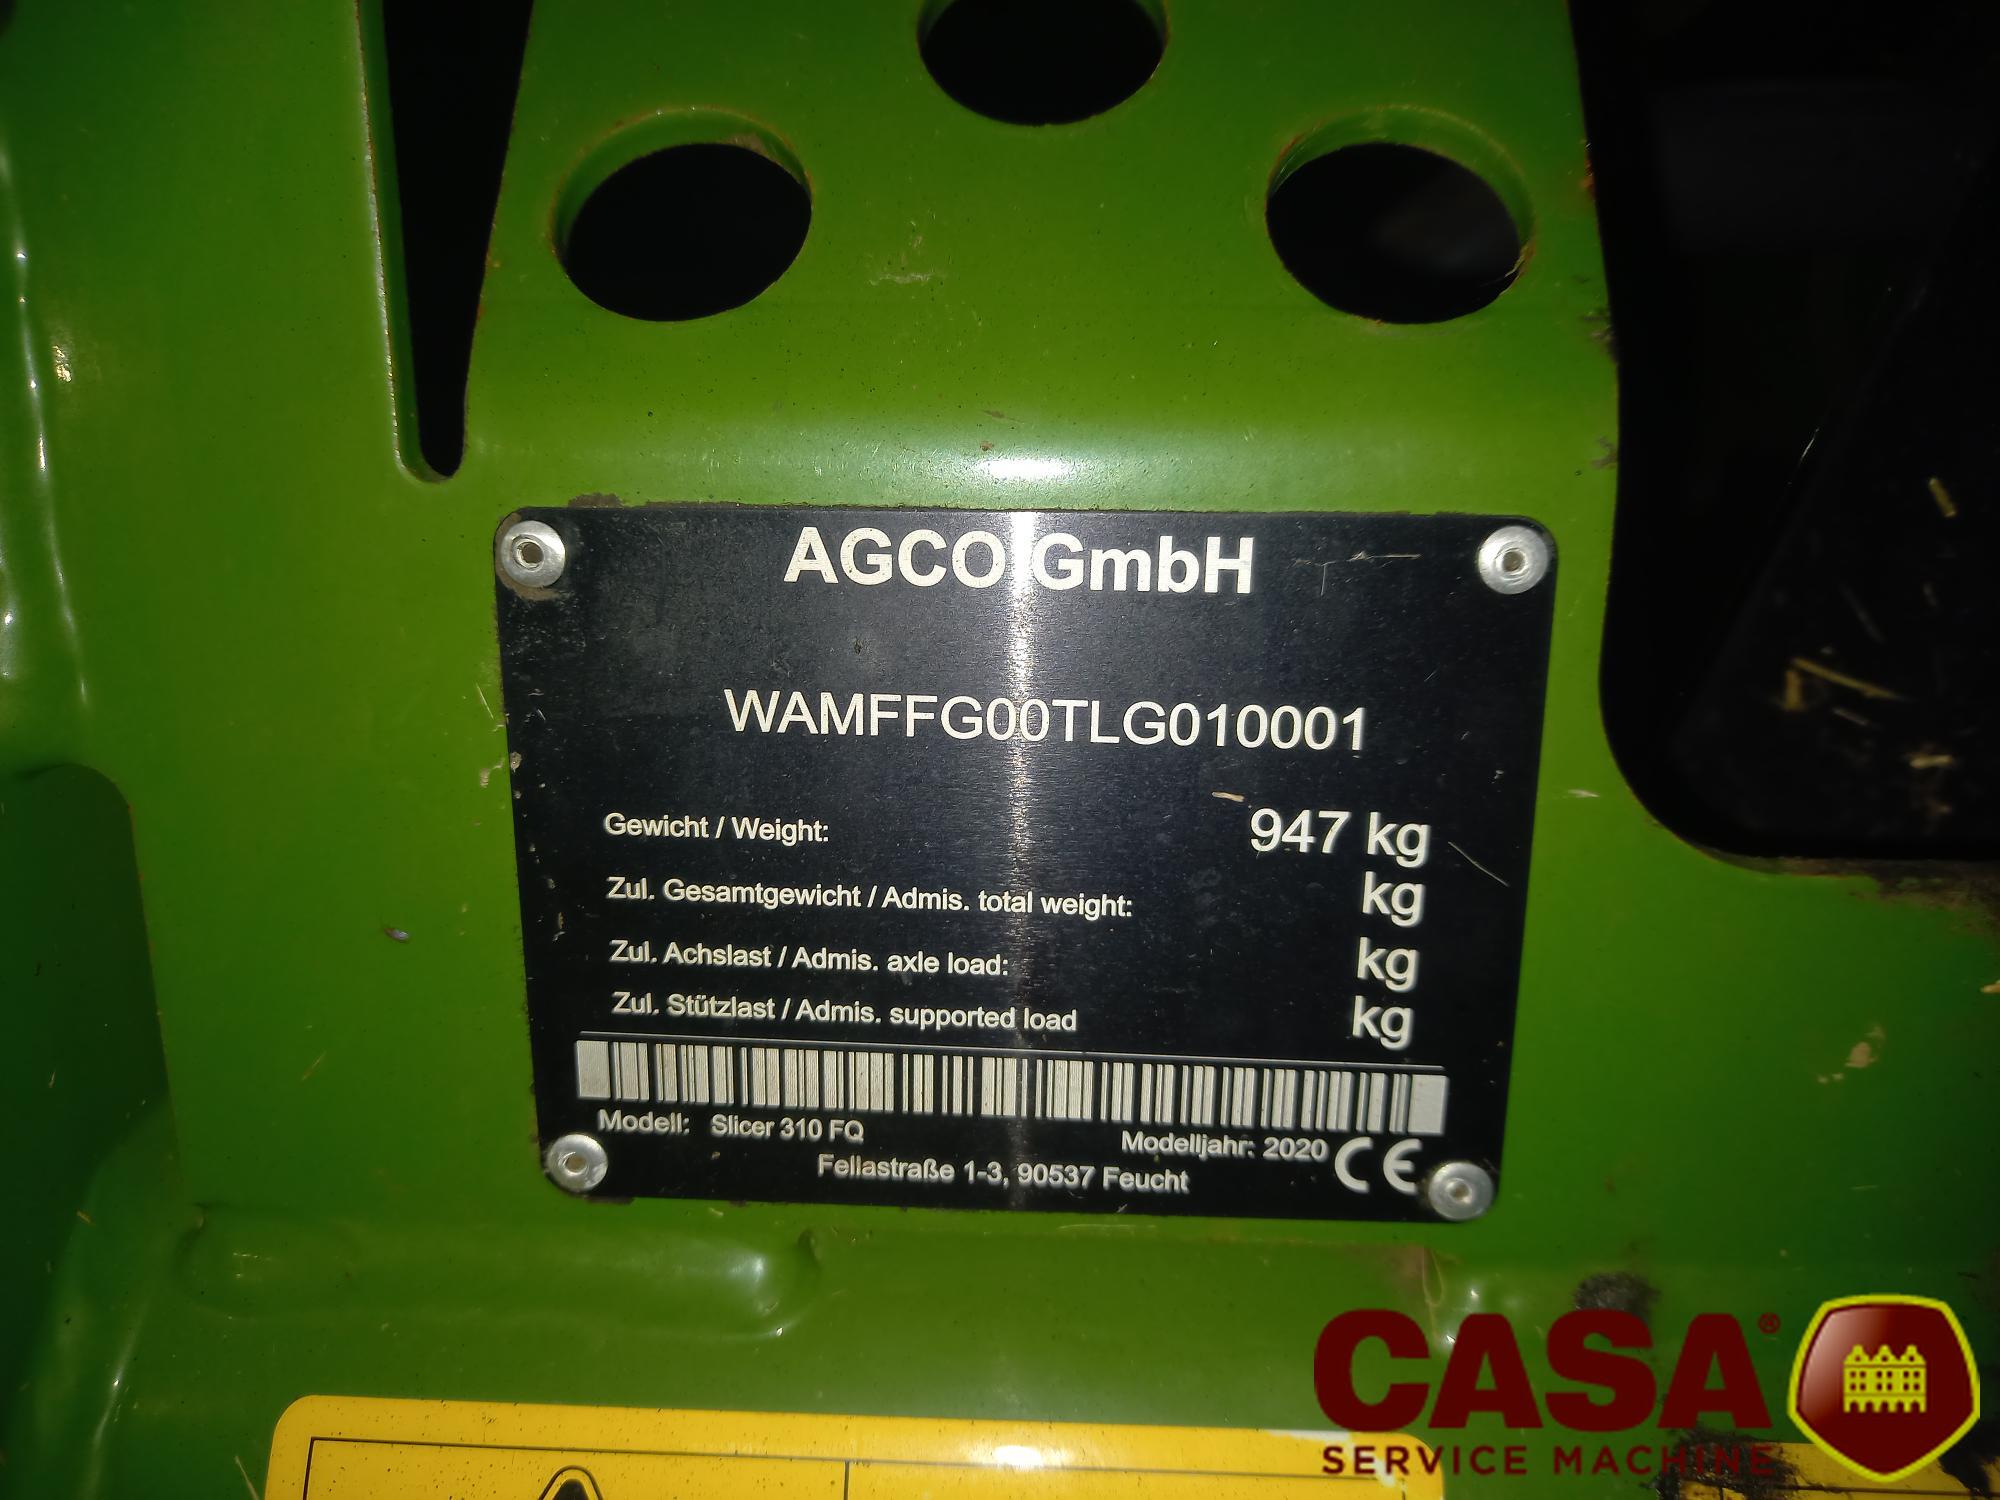 AGCO GmbH
WAMFFG00TLG010001
Gewicht / Weight: 947 kg
Zul. Gesamtgewicht / Admis. total weight: kg
Zul. Achslast / Admis. axle load: kg
Zul. Stützlast / Admis. supported load kg
Modell: Slicer 310 FQ Modelljahr: 2020 CE
Fellastraße 1-3, 90537 Feucht
CASA®
SERVICE MACHINE